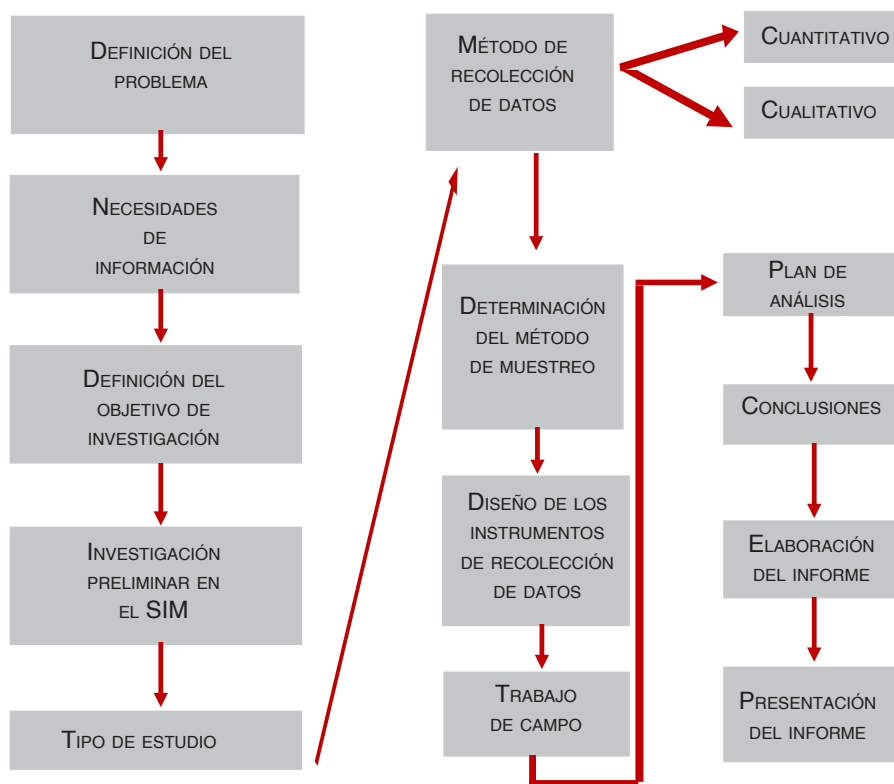 Definición del
problema
Necesidades
de
información
Definición del
objetivo de
investigación
Investigación
preliminar en
el SIM
Tipo de estudio
Método de
recolección
de datos
Cuantitativo
Cualitativo
Determinación
del método
de muestreo
Diseño de los
instrumentos
de recolección
de datos
Trabajo
de campo
Plan de
análisis
Conclusiones
Elaboración
del informe
Presentación
del informe